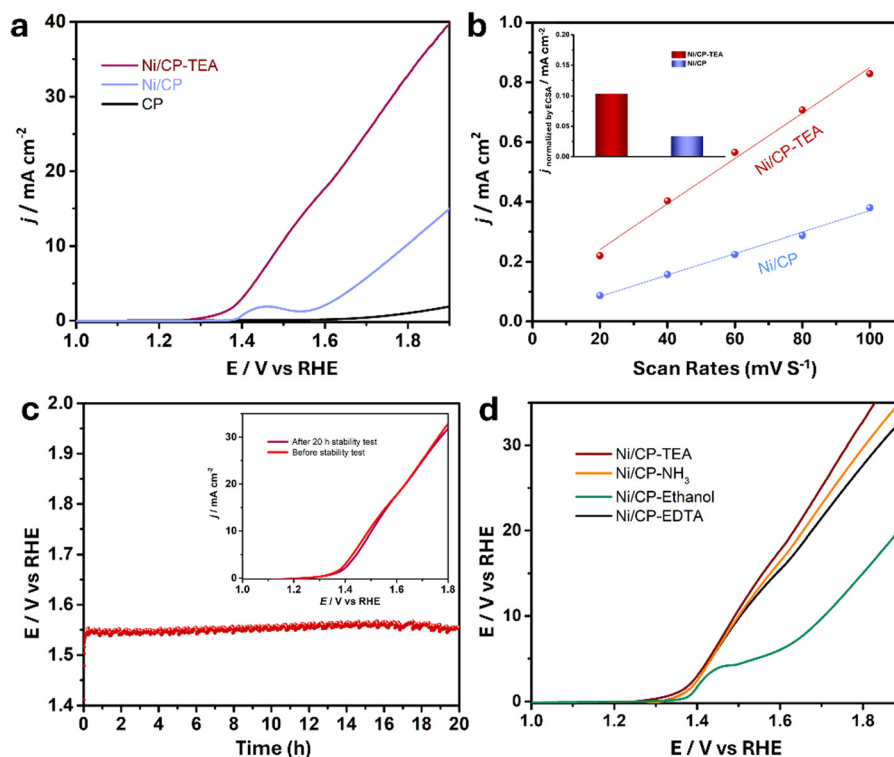 a
40
30
20
10
0
j / mA cm⁻²
Ni/CP-TEA
Ni/CP
CP
1.0 1.2 1.4 1.6 1.8
E / V vs RHE
b
1.0
0.8
0.6
0.4
0.2
0.0
j / mA cm²
0.20
0.15
0.10
0.05
0.00
j normalized by ECSA / mA cm⁻²
Ni/CP-TEA
Ni/CP
Ni/CP-TEA
Ni/CP
0 20 40 60 80 100
Scan Rates (mV S⁻¹)
c
2.0
1.9
1.8
1.7
1.6
1.5
1.4
E / V vs RHE
30
20
10
0
j / mA cm⁻²
After 20 h stability test
Before stability test
1.0 1.2 1.4 1.6 1.8
E / V vs RHE
0 2 4 6 8 10 12 14 16 18 20
Time (h)
d
30
20
10
0
E / V vs RHE
Ni/CP-TEA
Ni/CP-NH₃
Ni/CP-Ethanol
Ni/CP-EDTA
1.0 1.2 1.4 1.6 1.8
E / V vs RHE